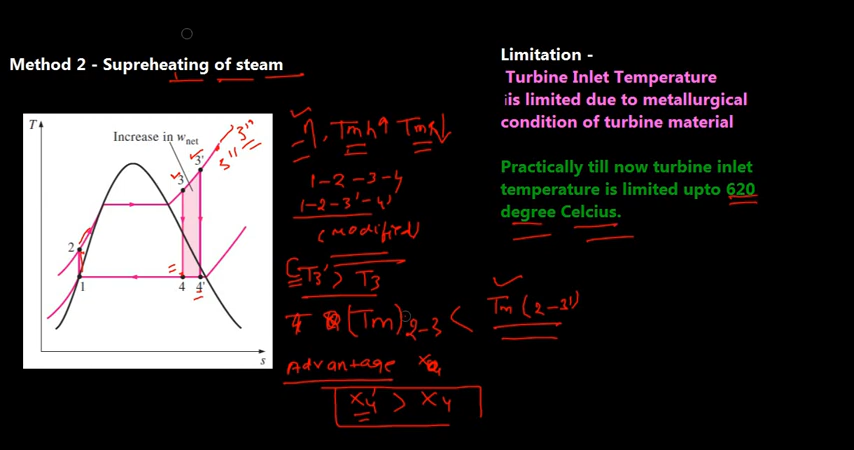 Method 2 - Supreheating of steam
T
Increase in wnet
3'
3
3''
3''
2
1
4
4'
s
η, Tmh↑ Tmr↓
1-2-3-4
1-2-3'-4'
(modified)
T3' > T3
(Tm)2-3 < Tm (2-3')
Advantage
x4' > x4
Limitation -
Turbine Inlet Temperature
is limited due to metallurgical
condition of turbine material
Practically till now turbine inlet
temperature is limited upto 620
degree Celcius.